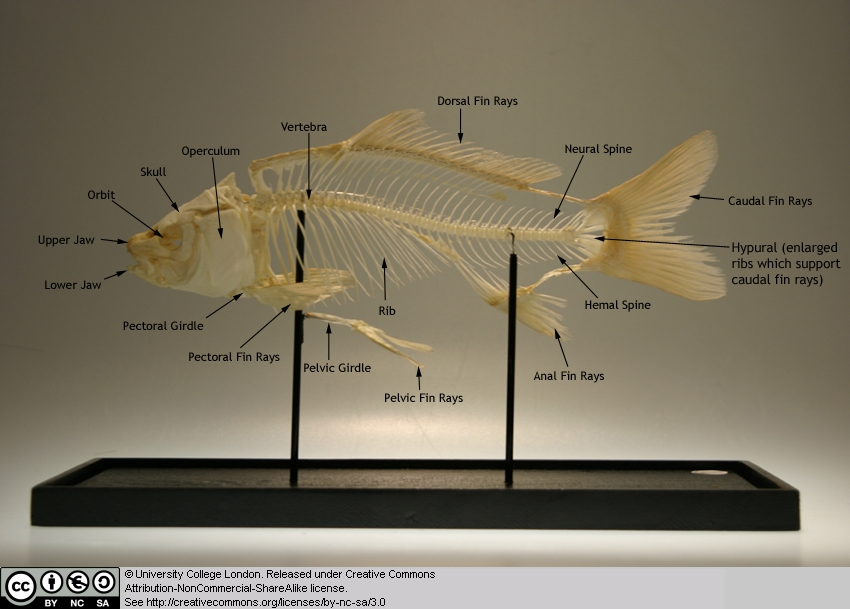 Dorsal Fin Rays
Vertebra
Operculum
Neural Spine
Skull
Orbit
Caudal Fin Rays
Upper Jaw
Hypural (enlarged
ribs which support
caudal fin rays)
Lower Jaw
Rib
Hemal Spine
Pectoral Girdle
Pectoral Fin Rays
Pelvic Girdle
Anal Fin Rays
Pelvic Fin Rays
cc
BY NC SA
© University College London. Released under Creative Commons
Attribution-NonCommercial-ShareAlike license.
See http://creativecommons.org/licenses/by-nc-sa/3.0